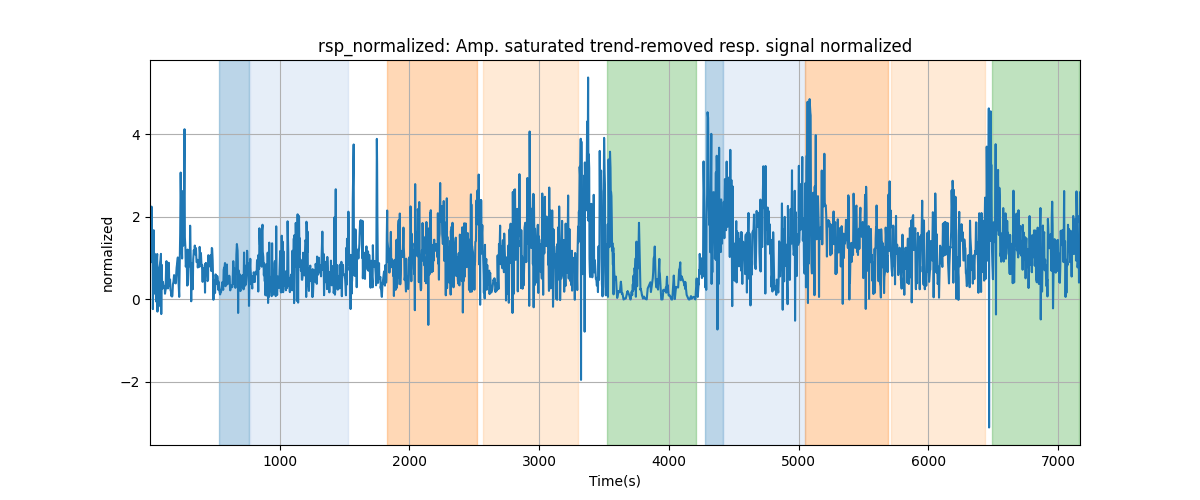 rsp_normalized: Amp. saturated trend-removed resp. signal normalized
normalized
4
2
0
−2
1000 2000 3000 4000 5000 6000 7000
Time(s)